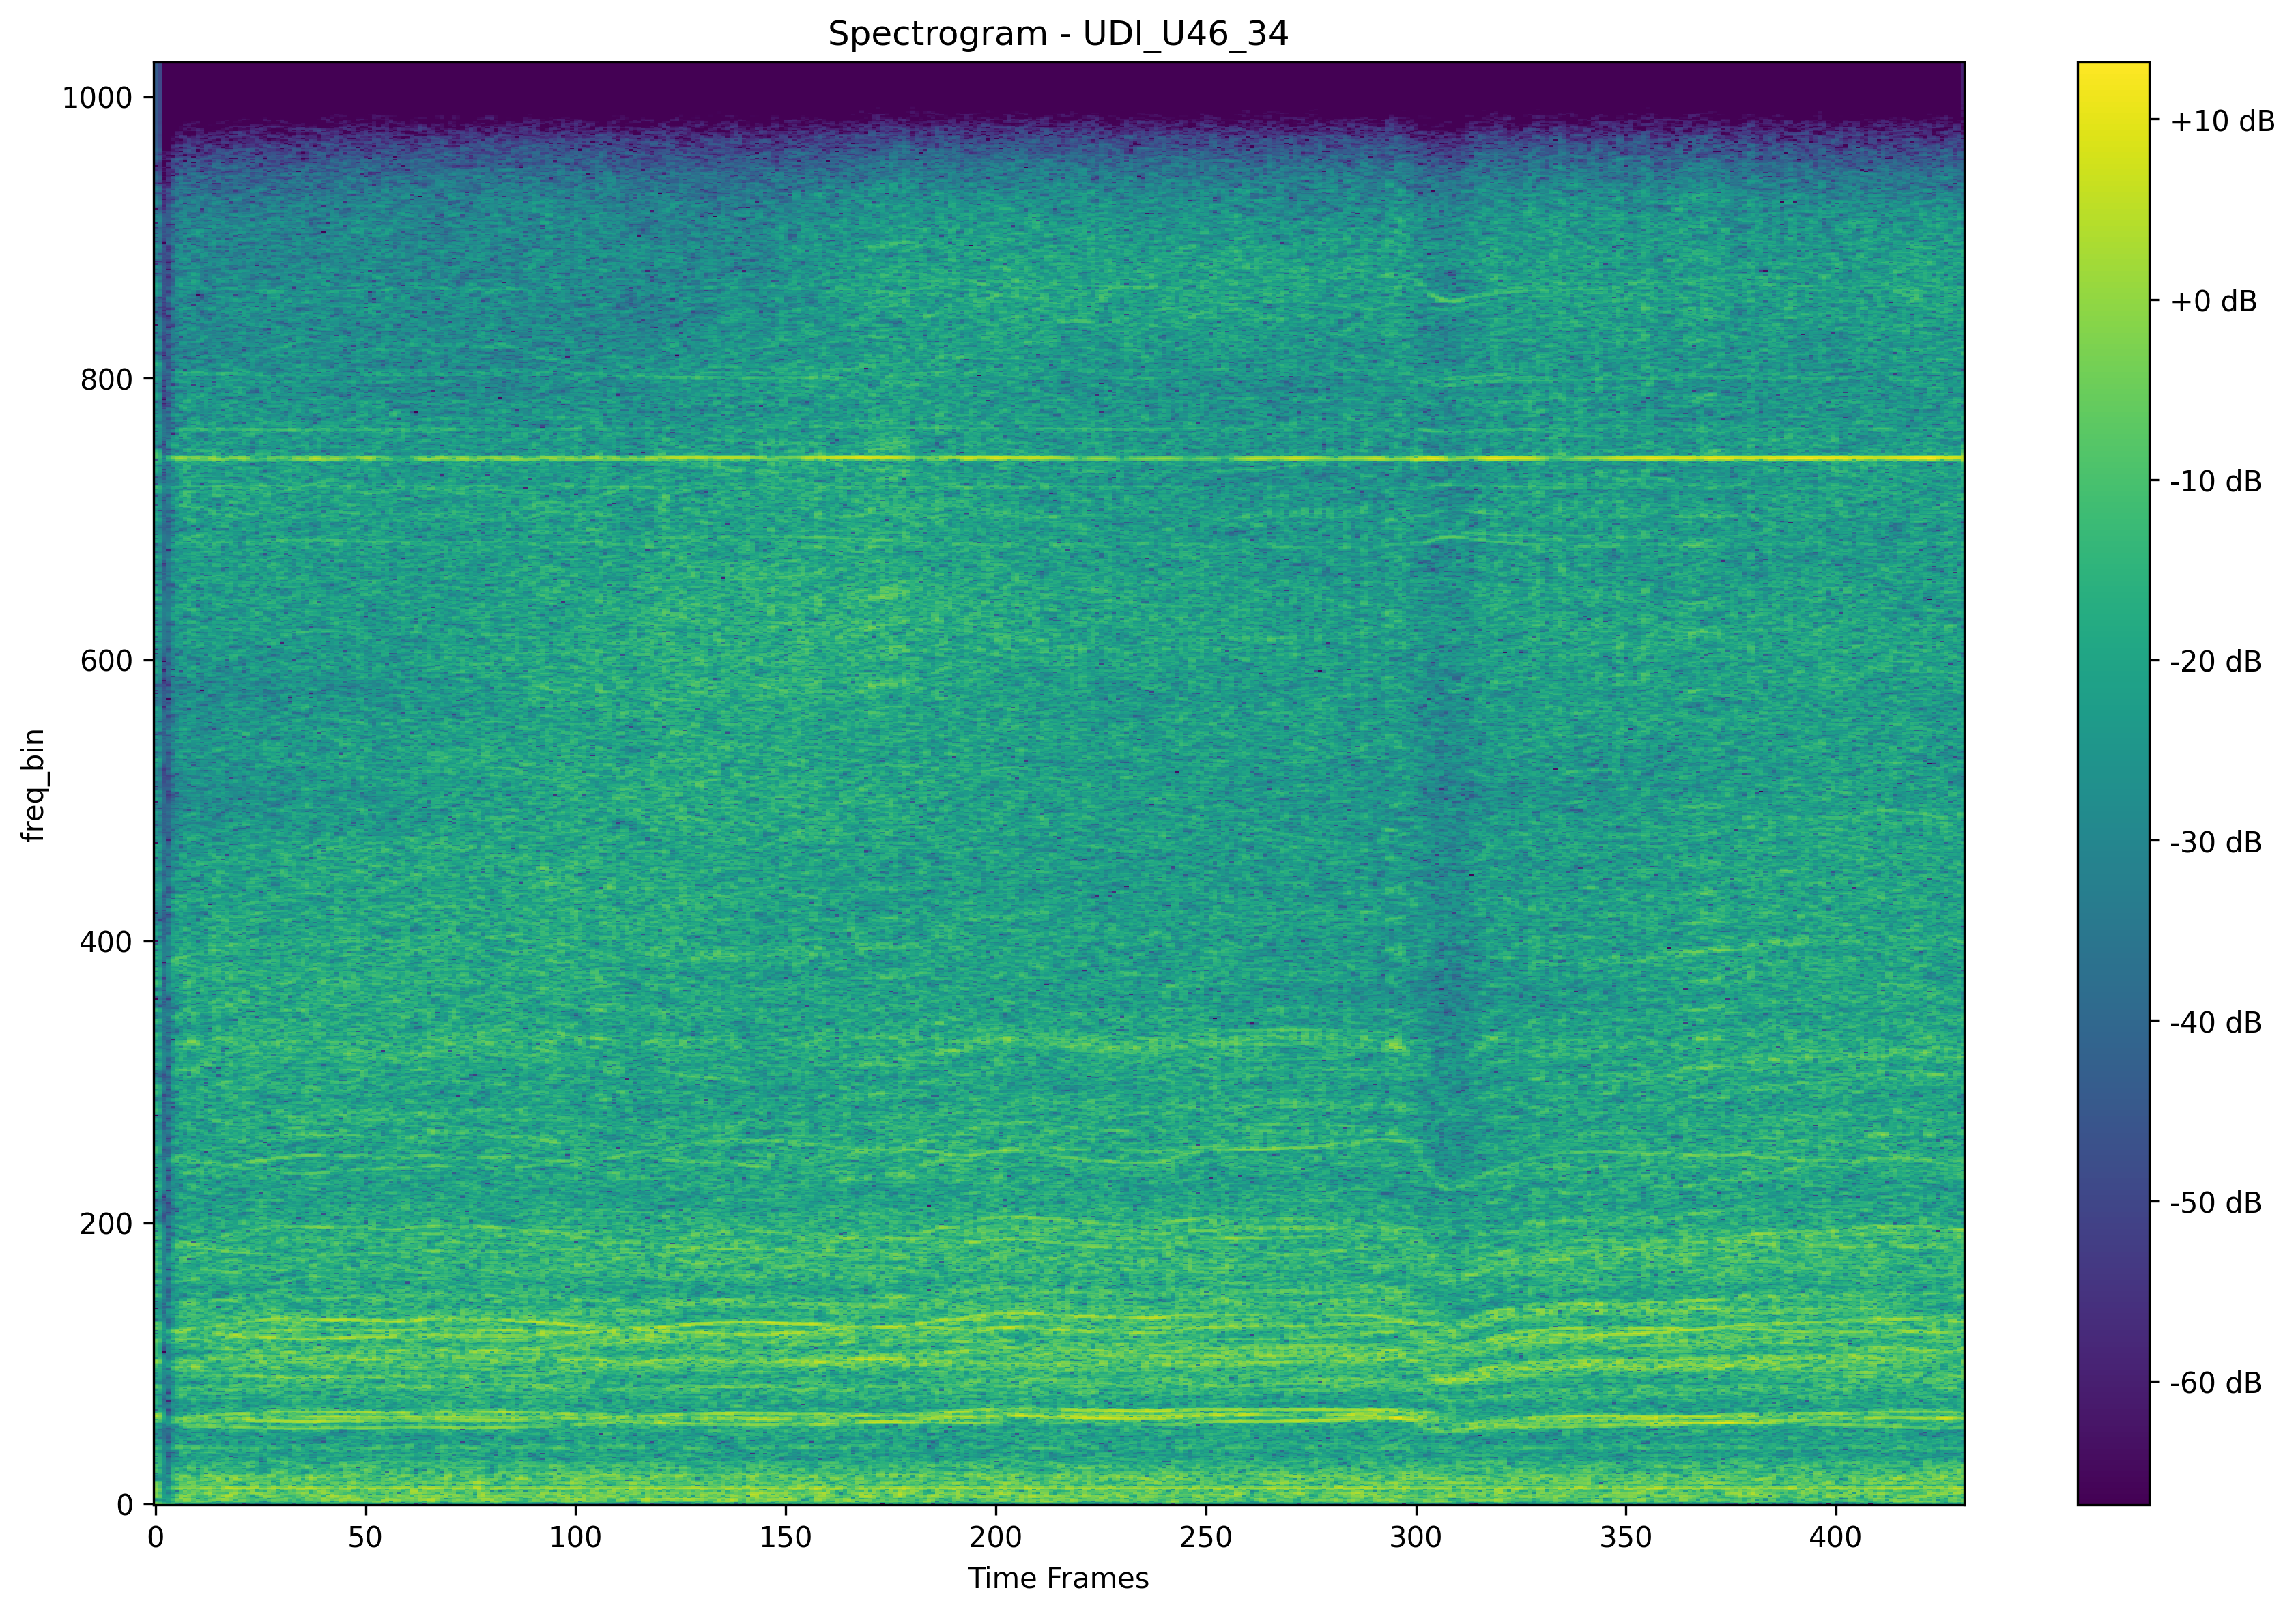 Spectrogram - UDI_U46_34
1000
800
600
400
200
0
freq_bin
0 50 100 150 200 250 300 350 400
Time Frames
+10 dB
+0 dB
-10 dB
-20 dB
-30 dB
-40 dB
-50 dB
-60 dB